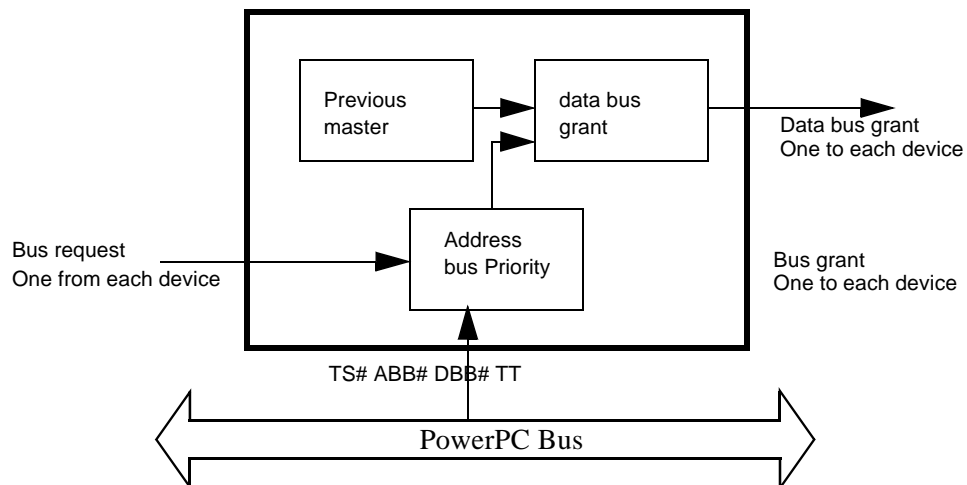 Previous
master
data bus
grant
Data bus grant
One to each device
Address
bus Priority
Bus request
One from each device
Bus grant
One to each device
TS# ABB# DBB# TT
PowerPC Bus